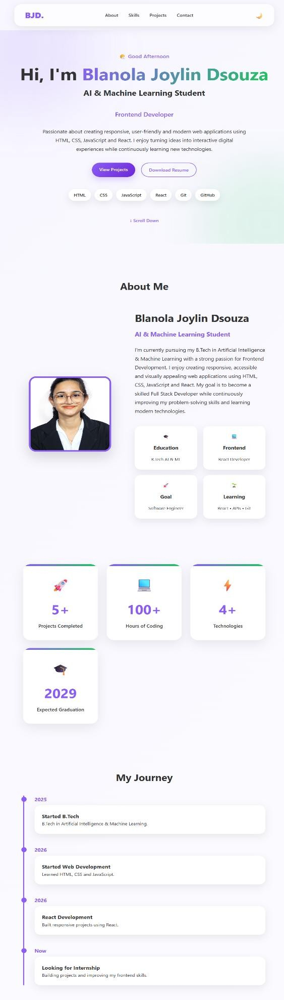 BJD.
About Skills Projects Contact
Good Afternoon
Hi, I'm Blanola Joylin Dsouza
AI & Machine Learning Student
Frontend Developer
Passionate about creating responsive, user-friendly and modern web applications using
HTML, CSS, JavaScript and React. I enjoy turning ideas into interactive digital
experiences while continuously learning new technologies.
View Projects Download Resume
HTML CSS JavaScript React Git GitHub
↓ Scroll Down
About Me
Blanola Joylin Dsouza
AI & Machine Learning Student
I'm currently pursuing my B.Tech in Artificial Intelligence
& Machine Learning with a strong passion for Frontend
Development. I enjoy creating responsive, accessible
and visually appealing web applications using HTML,
CSS, JavaScript and React. My goal is to become a
skilled Full Stack Developer while continuously
improving my problem-solving skills and learning
modern technologies.
Education
B.Tech AI & ML
Frontend
React Developer
Goal
Software Engineer
Learning
React • APIs • Git
5+
Projects Completed
100+
Hours of Coding
4+
Technologies
2029
Expected Graduation
My Journey
2025
Started B.Tech
B.Tech in Artificial Intelligence & Machine Learning.
2026
Started Web Development
Learned HTML, CSS and JavaScript.
2026
React Development
Built responsive projects using React.
Now
Looking for Internship
Building projects and improving my frontend skills.